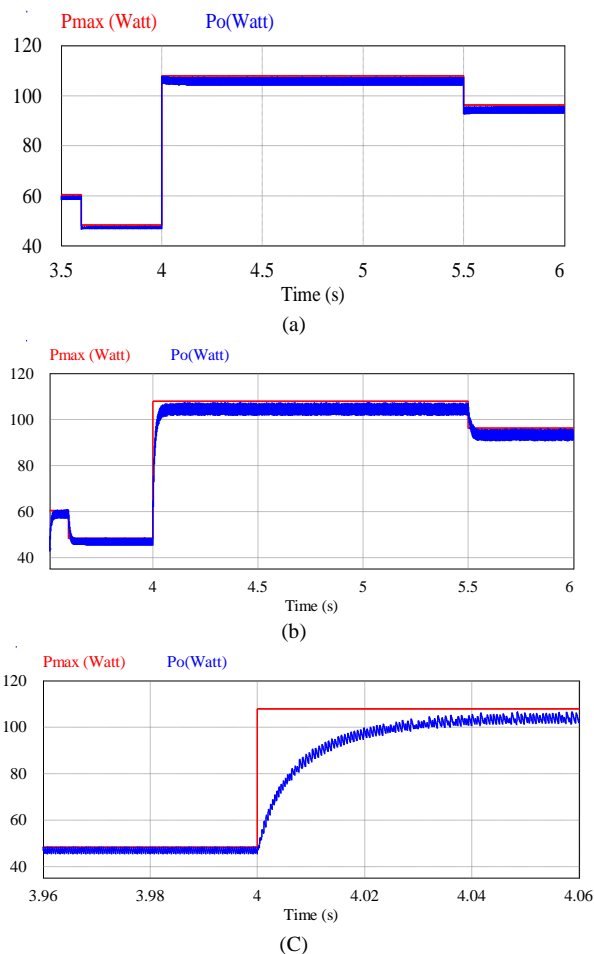 Pmax (Watt) Po(Watt)
120
100
80
60
40
3.5 4 4.5 5 5.5 6
Time (s)
(a)
Pmax (Watt) Po(Watt)
120
100
80
60
40
4 4.5 5 5.5 6
Time (s)
(b)
Pmax (Watt) Po(Watt)
120
100
80
60
40
3.96 3.98 4 4.02 4.04 4.06
Time (s)
(C)